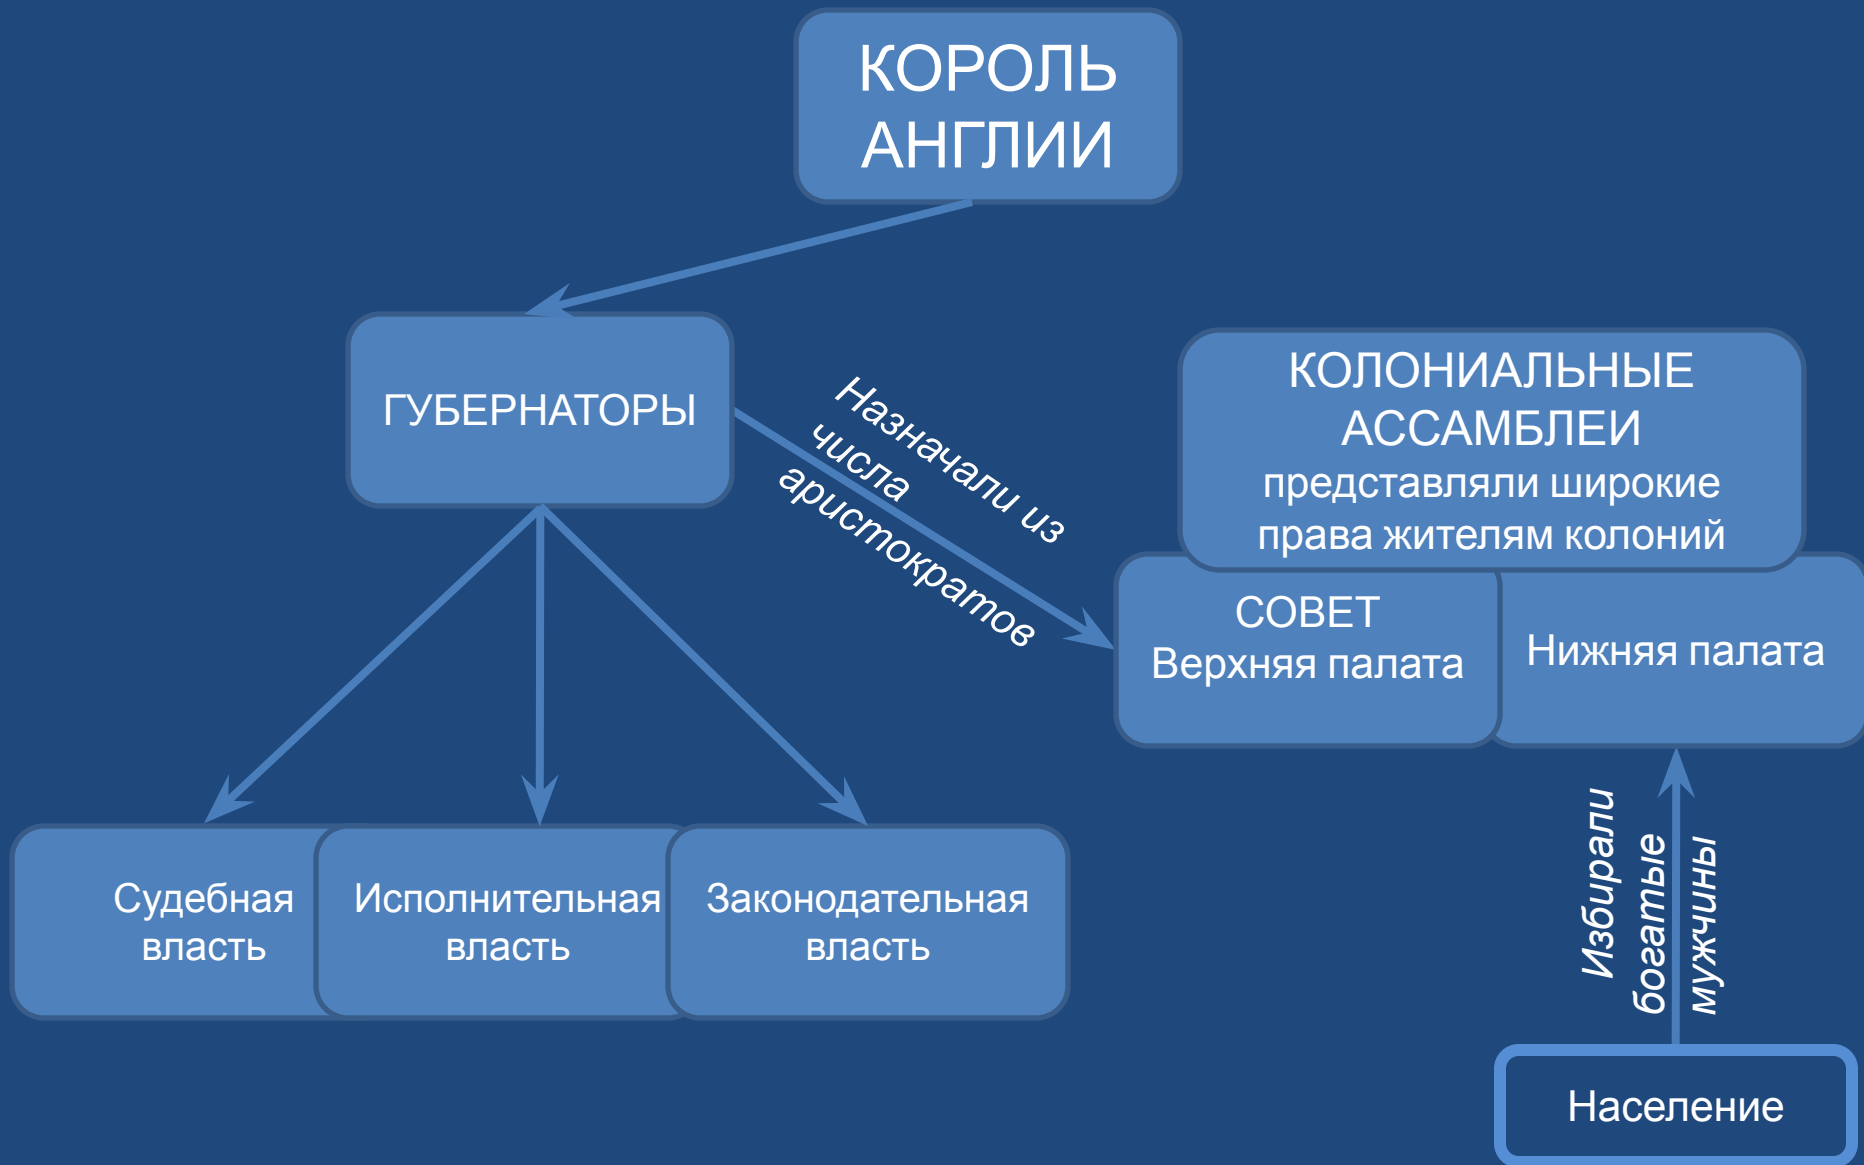 КОРОЛЬ
АНГЛИИ
ГУБЕРНАТОРЫ
Назначали из
числа
аристократов
КОЛОНИАЛЬНЫЕ
АССАМБЛЕИ
представляли широкие
права жителям колоний
СОВЕТ
Верхняя палата
Нижняя палата
Судебная
власть
Исполнительная
власть
Законодательная
власть
Избирали
богатые
мужчины
Население